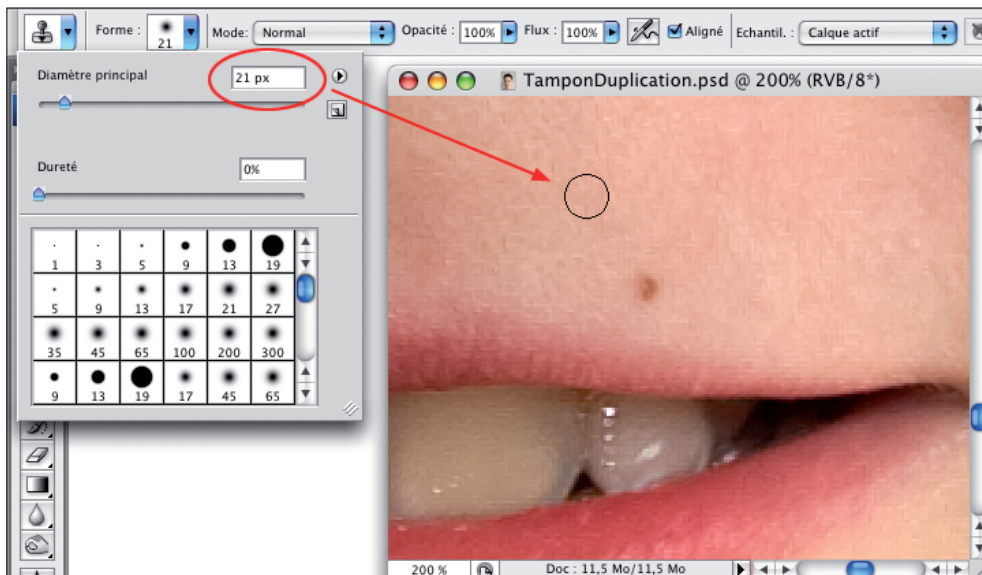 Forme : 21 Mode: Normal Opacité : 100% Flux : 100% Aligné Echantil. : Calque actif
Diamètre principal 21 px
Dureté 0%
1 3 5 9 13 19
5 9 13 17 21 27
35 45 65 100 200 300
9 13 19 17 45 65
TamponDuplication.psd @ 200% (RVB/8*)
200 % Doc : 11,5 Mo/11,5 Mo